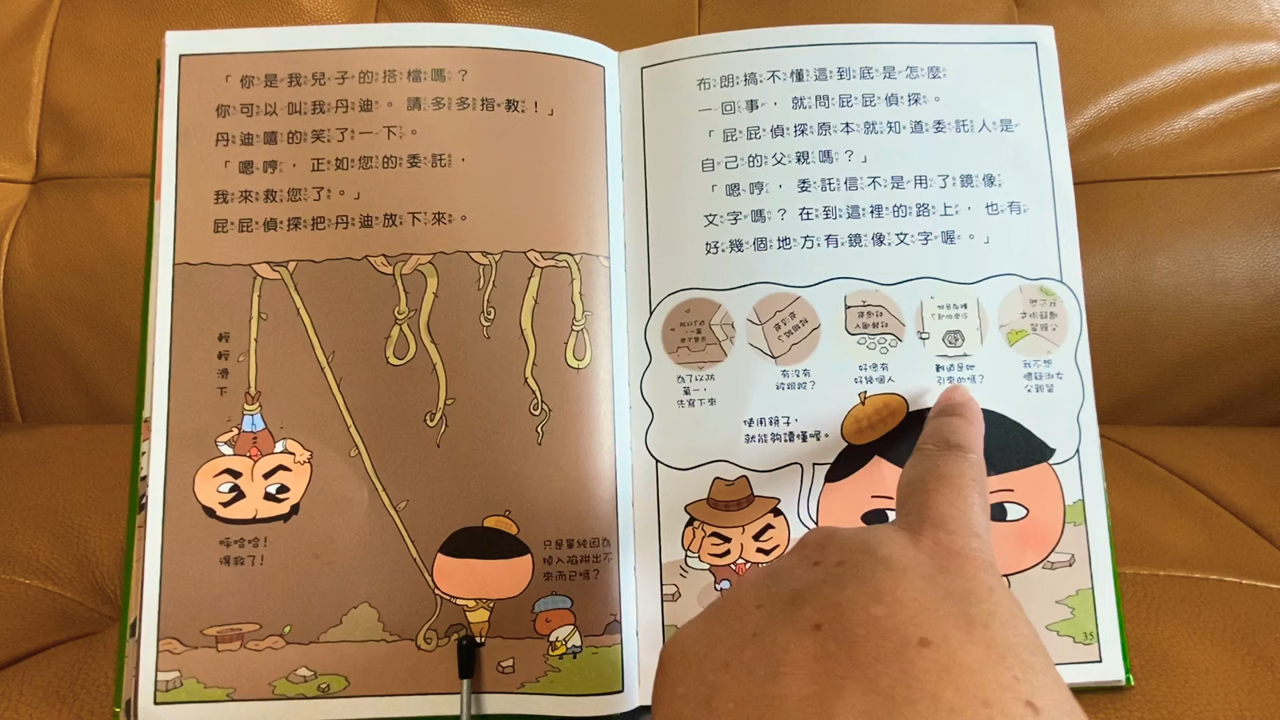 「你是我兒子的搭檔嗎？
你可以叫我丹迪。請多多指教！」
丹迪嘻的笑了一下。
「嗯哼，正如您的委託，
我來救您了。」
屁屁偵探把丹迪放下來。
輕輕滑下
呼哈哈！
得救了！
只是單純因為
掉入陷阱出不
來而已嗎？
布朗搞不懂這到底是怎麼
一回事，就問屁屁偵探。
「屁屁偵探原本就知道委託人是
自己的父親嗎？」
「嗯哼，委託信不是用了鏡像
文字嗎？在到這裡的路上，也有
好幾個地方有鏡像文字喔。」
為了以防
萬一，
先寫下來
有沒有
被跟蹤？
好像有
好幾個人
難道是她
引來的嗎？
我不想
懷疑淑女
父親留
使用鏡子，
就能夠讀懂喔。
35